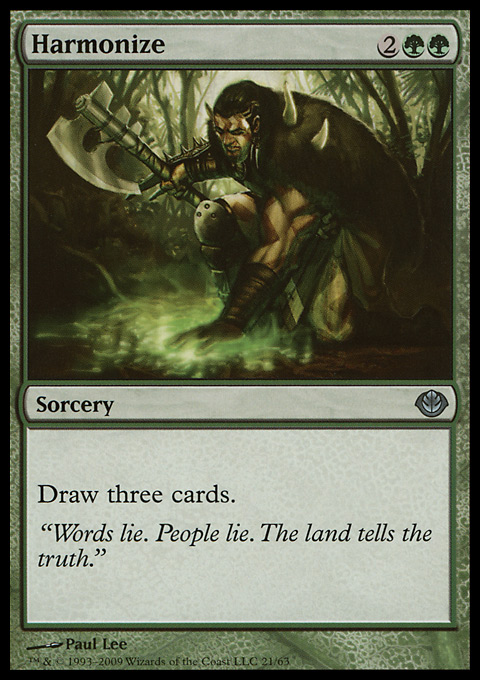 Harmonize 2
Sorcery
Draw three cards.
“Words lie. People lie. The land tells the
truth.”
Paul Lee
™ & © 1993–2009 Wizards of the Coast LLC 21/63